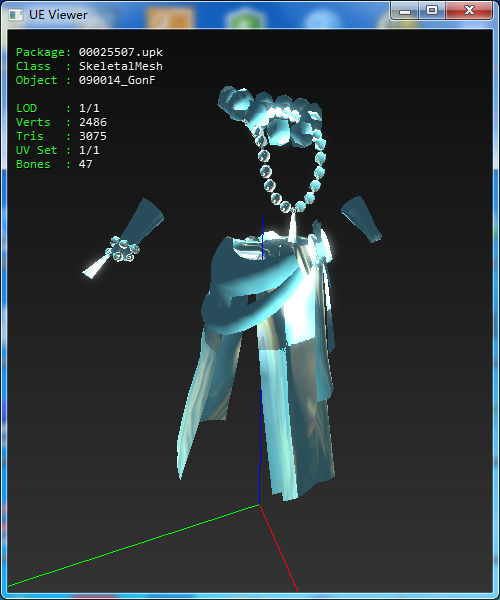 UE Viewer
Package: 00025507.upk
Class : SkeletalMesh
Object : 090014_GonF
LOD : 1/1
Verts : 2486
Tris : 3075
UV Set : 1/1
Bones : 47